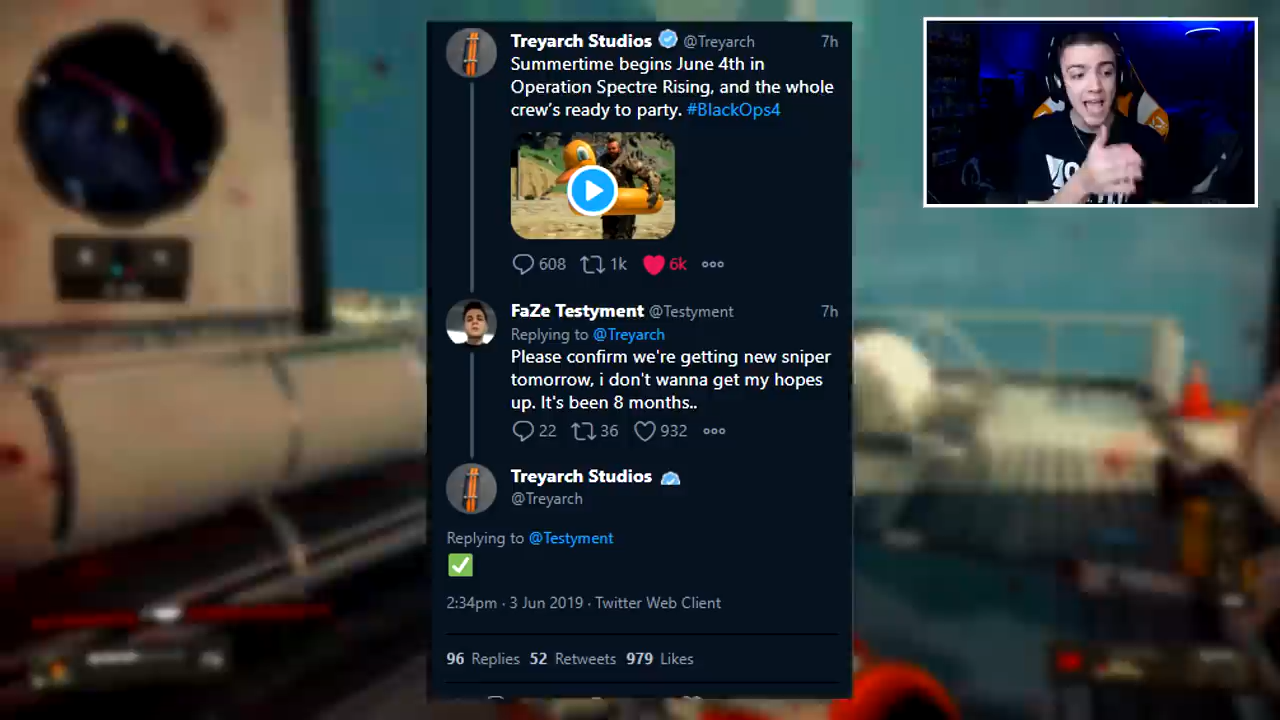 Treyarch Studios @Treyarch 7h
Summertime begins June 4th in
Operation Spectre Rising, and the whole
crew's ready to party. #BlackOps4
608 1k 6k
FaZe Testyment @Testyment 7h
Replying to @Treyarch
Please confirm we're getting new sniper
tomorrow, i don't wanna get my hopes
up. It's been 8 months..
22 36 932
Treyarch Studios
@Treyarch
Replying to @Testyment
2:34pm · 3 Jun 2019 · Twitter Web Client
96 Replies 52 Retweets 979 Likes